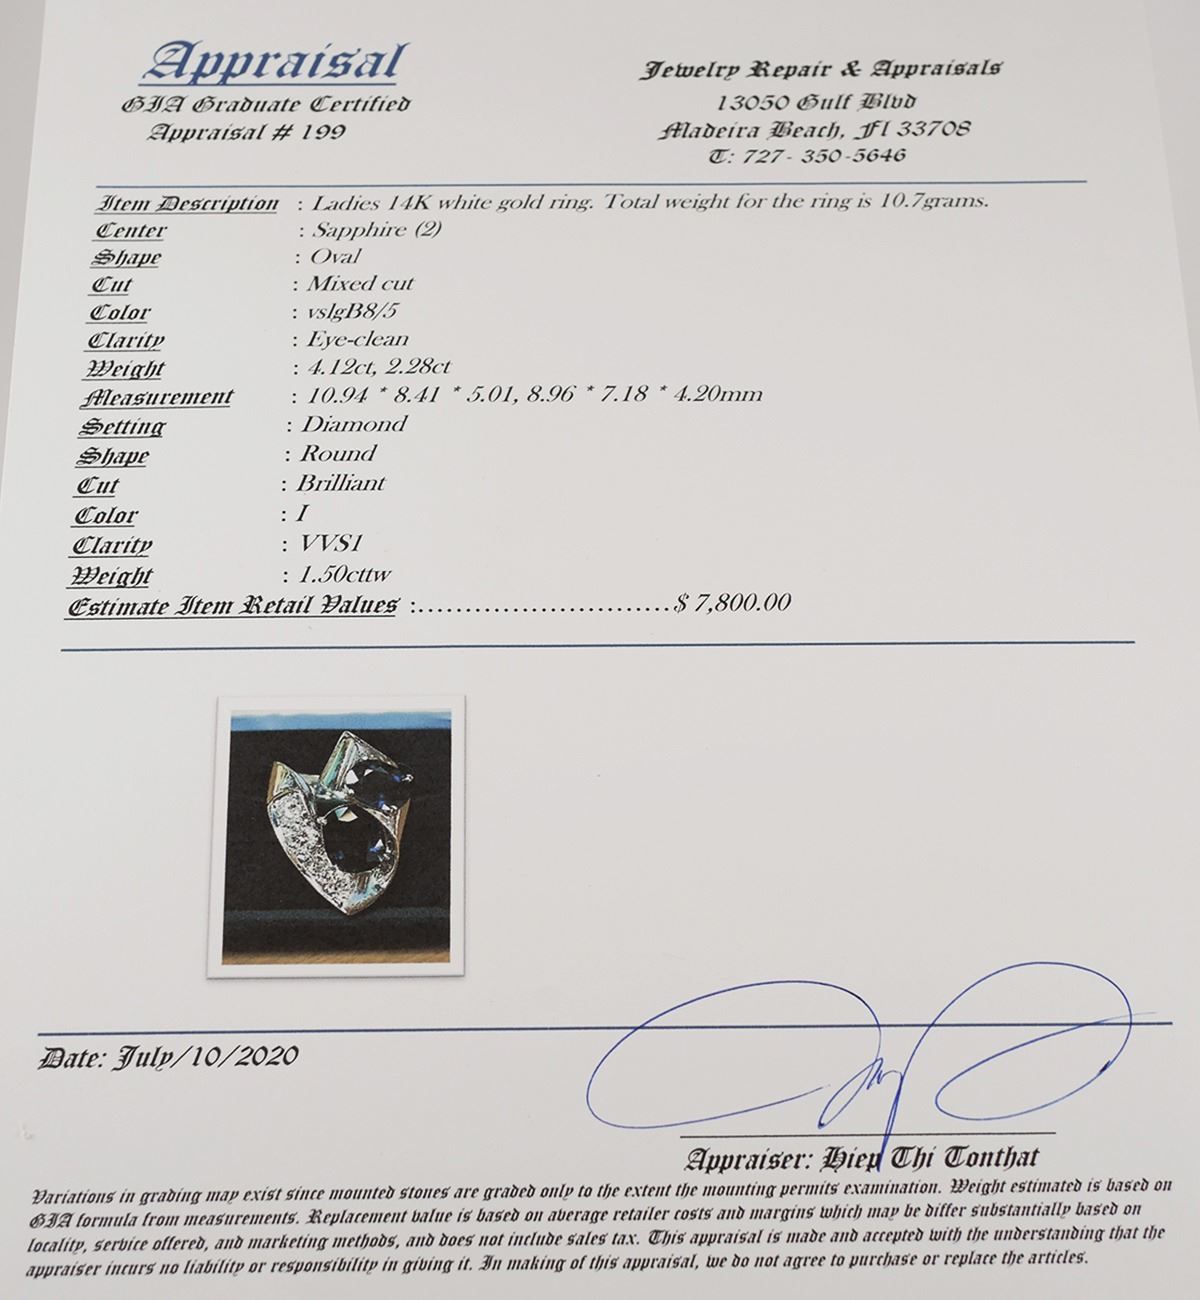 Appraisal
GIA Graduate Certified
Appraisal # 199
Jewelry Repair & Appraisals
13050 Gulf Blvd
Madeira Beach, Fl 33708
T: 727- 350-5646
Item Description : Ladies 14K white gold ring. Total weight for the ring is 10.7grams.
Center : Sapphire (2)
Shape : Oval
Cut : Mixed cut
Color : vslgB8/5
Clarity : Eye-clean
Weight : 4.12ct, 2.28ct
Measurement : 10.94 * 8.41 * 5.01, 8.96 * 7.18 * 4.20mm
Setting : Diamond
Shape : Round
Cut : Brilliant
Color : I
Clarity : VVS1
Weight : 1.50cttw
Estimate Item Retail Values :...........................$ 7,800.00
Date: July/10/2020
Appraiser: Hiep Thi Tonthat
Variations in grading may exist since mounted stones are graded only to the extent the mounting permits examination. Weight estimated is based on
GIA formula from measurements. Replacement value is based on average retailer costs and margins which may be differ substantially based on
locality, service offered, and marketing methods, and does not include sales tax. This appraisal is made and accepted with the understanding that the
appraiser incurs no liability or responsibility in giving it. In making of this appraisal, we do not agree to purchase or replace the articles.